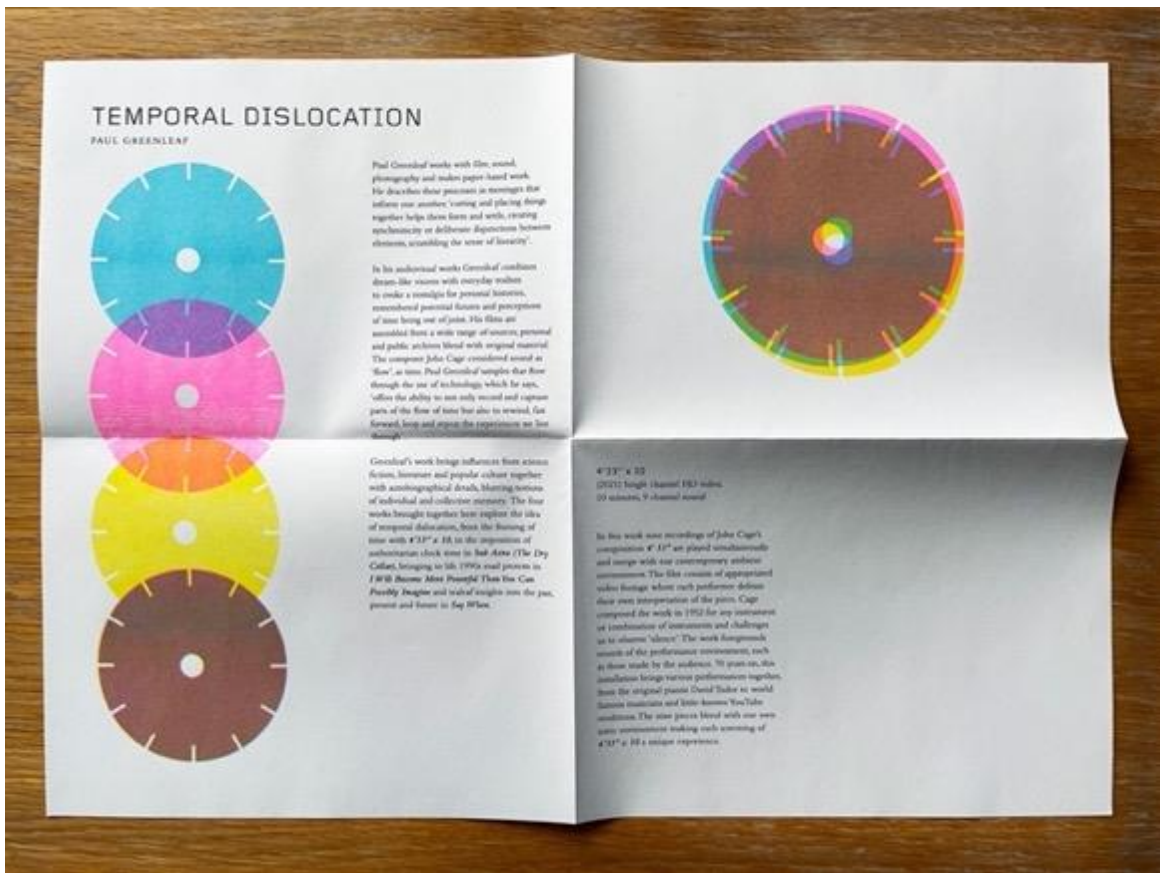 TEMPORAL DISLOCATION
PAUL GREENLEAF
Paul Greenleaf works with film, sound,
photography and makes paper-based work.
He describes these processes as montages that
inform one another 'cutting and placing things
together helps them form and settle, creating
synchronicity or deliberate disjunctions between
elements, scrambling the sense of linearity'.
In his audiovisual works Greenleaf combines
dream-like visions with everyday realism
to evoke a nostalgia for personal histories,
remembered potential futures and perceptions
of time being out of joint. His films are
assembled from a wide range of sources, personal
and public archives blend with original material.
The composer John Cage considered sound as
'flow', as time. Paul Greenleaf samples that flow
through the use of technology, which he says,
'offers the ability to not only record and capture
parts of the flow of time but also to rewind, fast
forward, loop and repeat the experiences we live
through'.
Greenleaf's work brings influences from science
fiction, literature and popular culture together
with autobiographical details, blurring notions
of individual and collective memory. The four
works brought together here explore the idea
of temporal dislocation, from the framing of
time with 4'33" x 10, to the imposition of
authoritarian clock time in Sub Astra (The Dry
Cellar), bringing to life 1990s road protests in
I Will Become More Powerful Than You Can
Possibly Imagine and insights into the past,
present and future in Say When.
4'33" x 10
(2021) Single channel HD video,
10 minutes, 9 channel sound
In this work nine recordings of John Cage's
composition 4' 33" are played simultaneously
and merge with our contemporary ambient
environment. The film consists of appropriated
video footage where each performer defines
their own interpretation of the piece. Cage
composed the work in 1952 for any instrument
or combination of instruments and challenges
us to observe 'silence'. The work foregrounds
sounds of the performance environment, such
as those made by the audience. 70 years on, this
installation brings various performances together,
from the original pianist David Tudor to world
famous musicians and little-known YouTube
renditions. The nine pieces blend with our own
environment making each screening of
4'33" x 10 a unique experience.